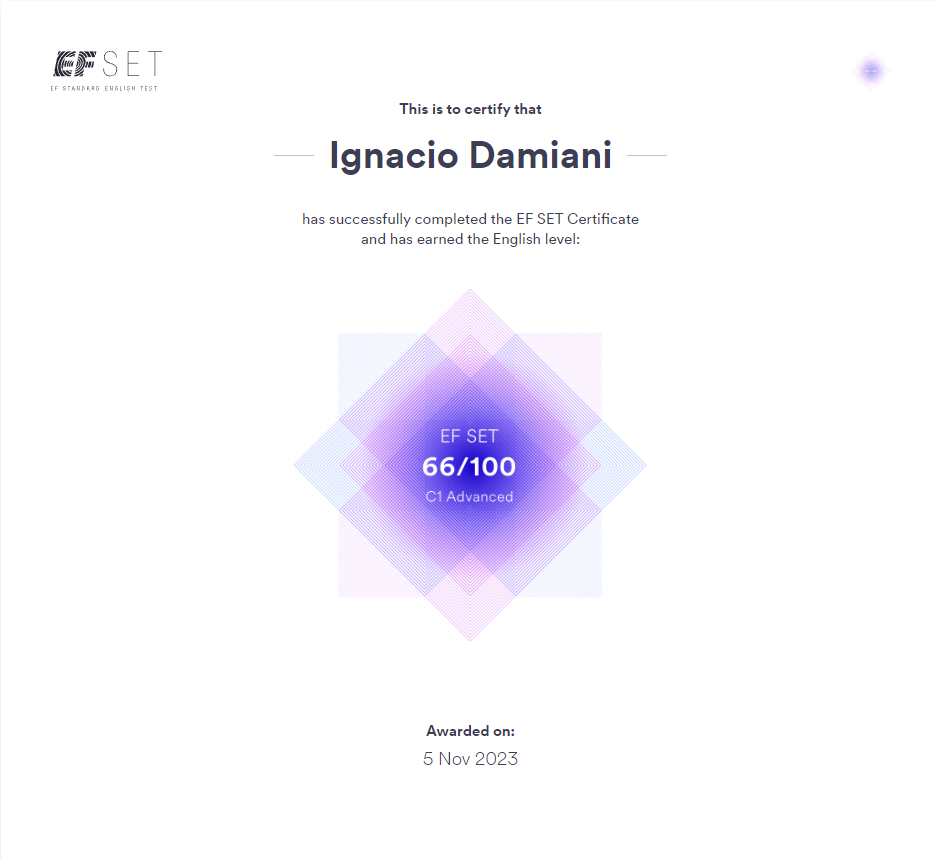 EF SET
EF STANDARD ENGLISH TEST
This is to certify that
Ignacio Damiani
has successfully completed the EF SET Certificate
and has earned the English level:
EF SET
66/100
C1 Advanced
Awarded on:
5 Nov 2023